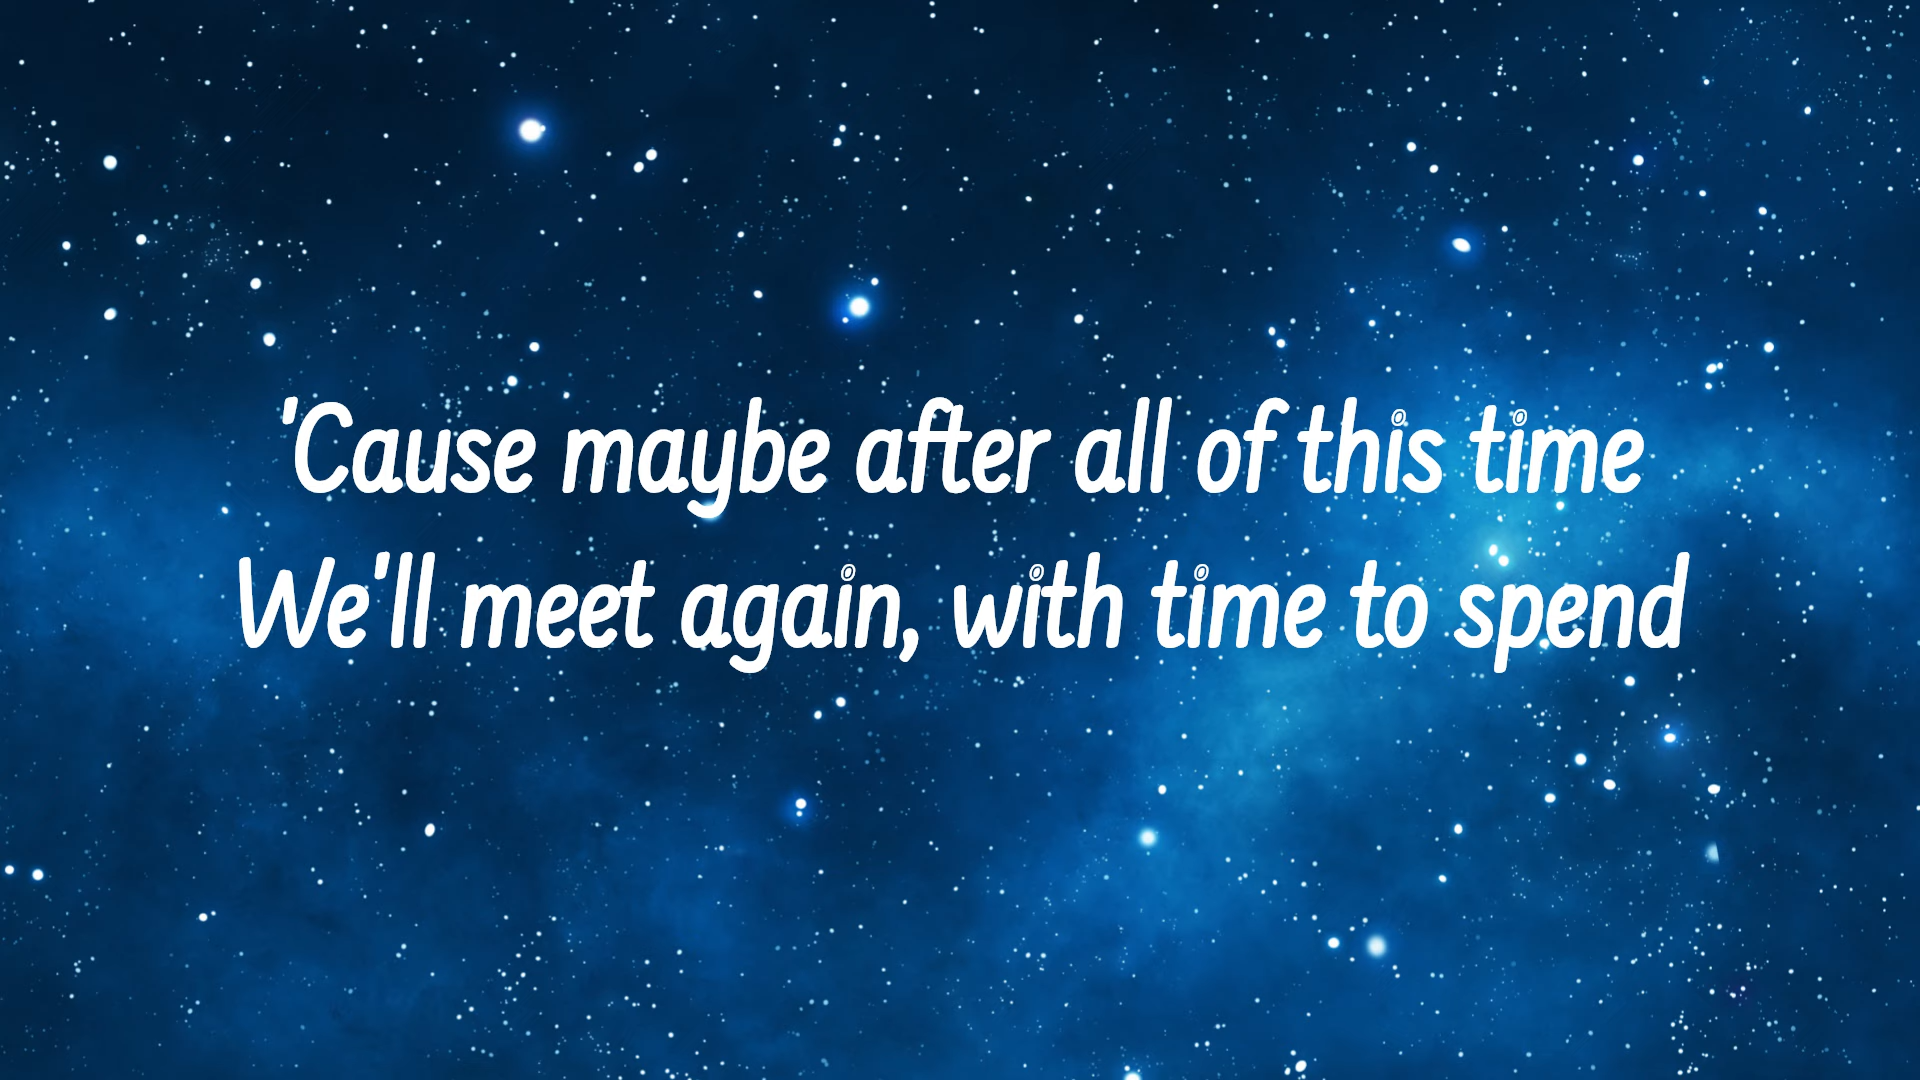 'Cause maybe after all of this time
We'll meet again, with time to spend